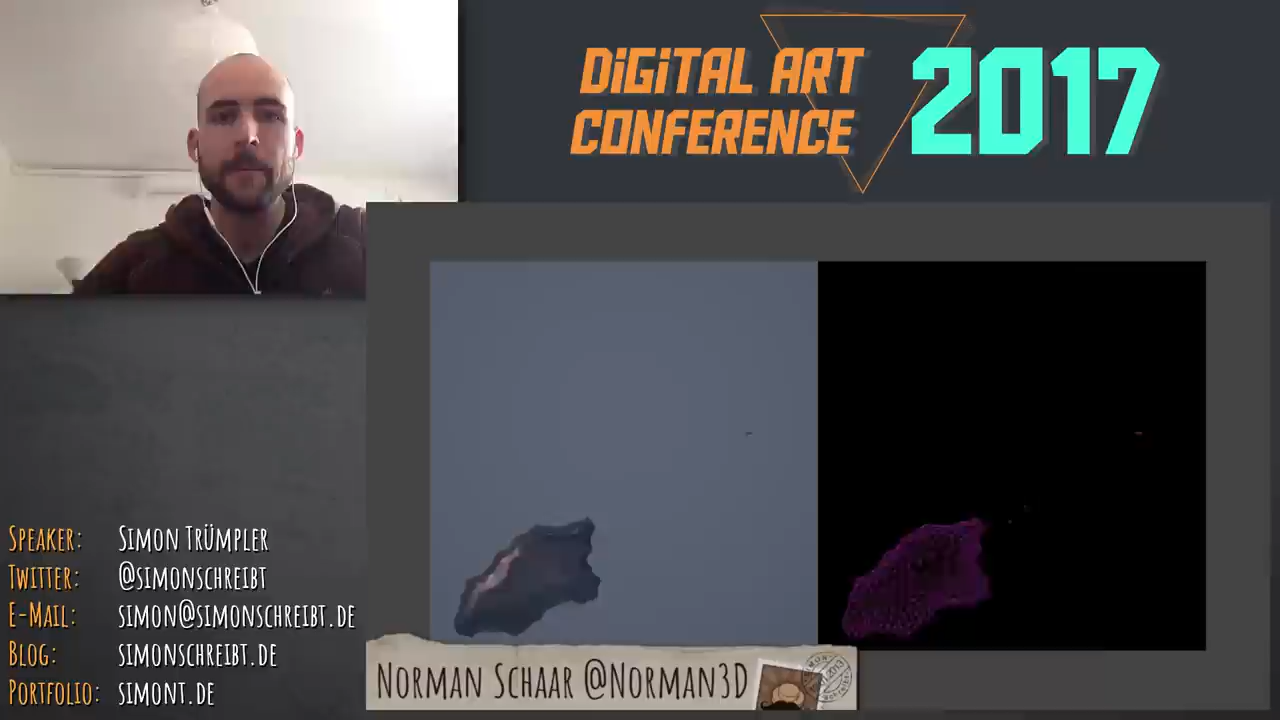 DiGiTAL ART
CONFERENCE
2017
Speaker: Simon Trümpler
Twitter: @simonschreibt
E-Mail: simon@simonschreibt.de
Blog: simonschreibt.de
Portfolio: simont.de
Norman Schaar @Norman3D